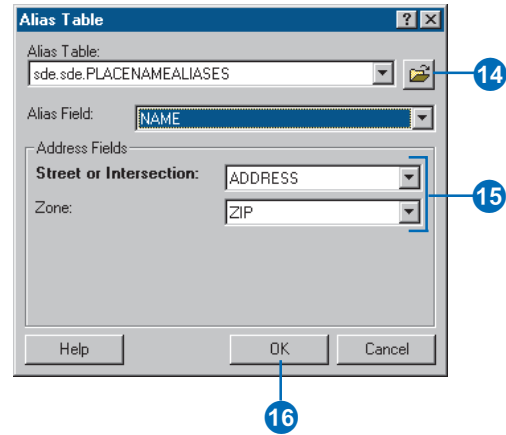 Alias Table
Alias Table:
sde.sde.PLACENAMEALIASES
14
Alias Field: NAME
Address Fields
Street or Intersection: ADDRESS
15
Zone: ZIP
Help OK Cancel
16